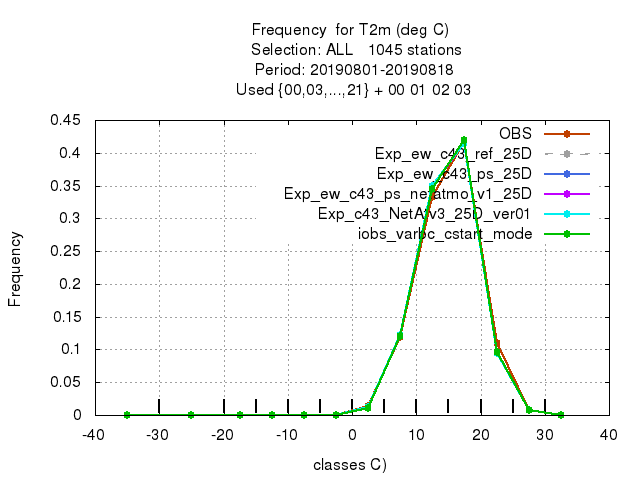 Frequency for T2m (deg C)
Selection: ALL 1045 stations
Period: 20190801-20190818
Used {00,03,...,21} + 00 01 02 03
0.45
0.4
0.35
0.3
0.25
0.2
0.15
0.1
0.05
0
Frequency
OBS
Exp_ew_c43_ref_25D
Exp_ew_c43_ps_25D
Exp_ew_c43_ps_netatmo_v1_25D
Exp_c43_NetAtv3_25D_ver01
iobs_varbc_cstart_mode
-40 -30 -20 -10 0 10 20 30 40
classes C)